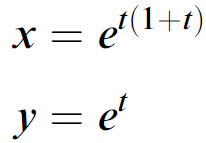 x = e^{t(1+t)}
y = e^t